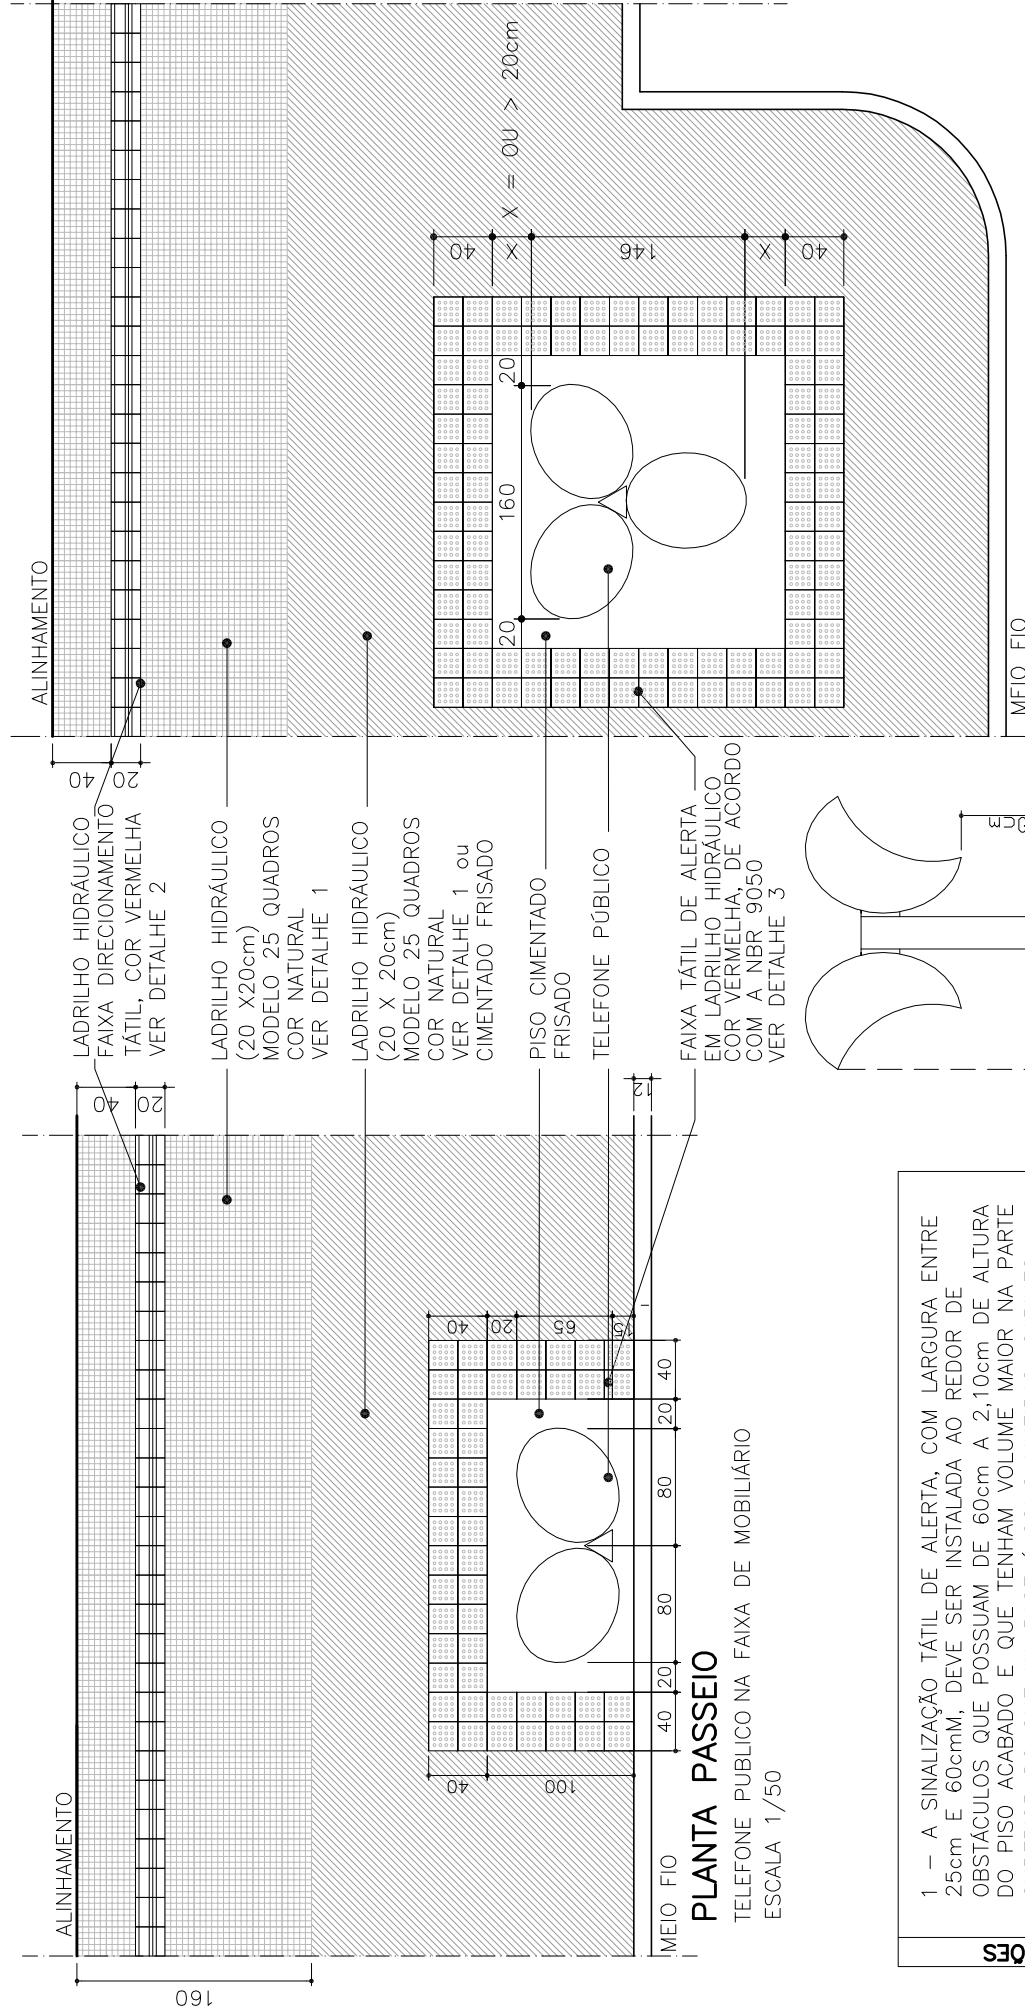 ALINHAMENTO
160
40
20
LADRILHO HIDRÁULICO
FAIXA DIRECIONAMENTO
TÁTIL, COR VERMELHA
VER DETALHE 2
LADRILHO HIDRÁULICO
(20 X20cm)
MODELO 25 QUADROS
COR NATURAL
VER DETALHE 1
LADRILHO HIDRÁULICO
(20 X 20cm)
MODELO 25 QUADROS
COR NATURAL
VER DETALHE 1 ou
CIMENTADO FRISADO
PISO CIMENTADO
FRISADO
TELEFONE PÚBLICO
FAIXA TÁTIL DE ALERTA
EM LADRILHO HIDRÁULICO
COR VERMELHA, DE ACORDO
COM A NBR 9050
VER DETALHE 3
40
100
40
20
65
15
12
40
20
80
80
20
40
MEIO FIO
PLANTA PASSEIO
TELEFONE PUBLICO NA FAIXA DE MOBILIÁRIO
ESCALA 1/50
ALINHAMENTO
40
20
20
160
20
40
X
146
X
40
X = OU > 20cm
MEIO FIO
1 – A SINALIZAÇÃO TÁTIL DE ALERTA, COM LARGURA ENTRE
25cm E 60cmM, DEVE SER INSTALADA AO REDOR DE
OBSTÁCULOS QUE POSSUAM DE 60cm A 2,10cm DE ALTURA
DO PISO ACABADO E QUE TENHAM VOLUME MAIOR NA PARTE
ÕES